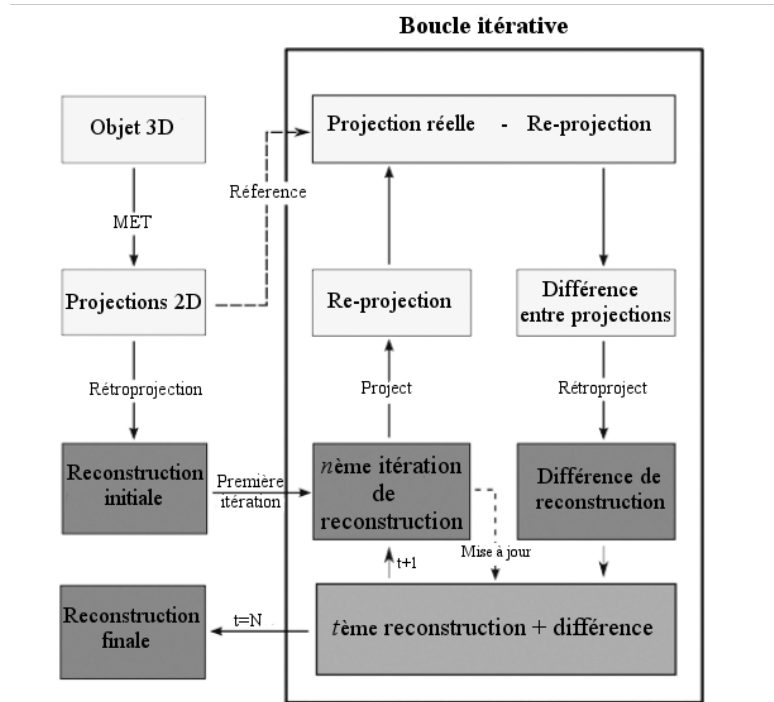 Boucle itérative
Objet 3D
Projection réelle - Re-projection
Réference
MET
Projections 2D
Re-projection
Différence
entre projections
Rétroprojection
Project
Rétroproject
Reconstruction
initiale
Première
itération
nème itération
de
reconstruction
Différence de
reconstruction
Mise à jour
t+1
Reconstruction
finale
t=N
tème reconstruction + différence